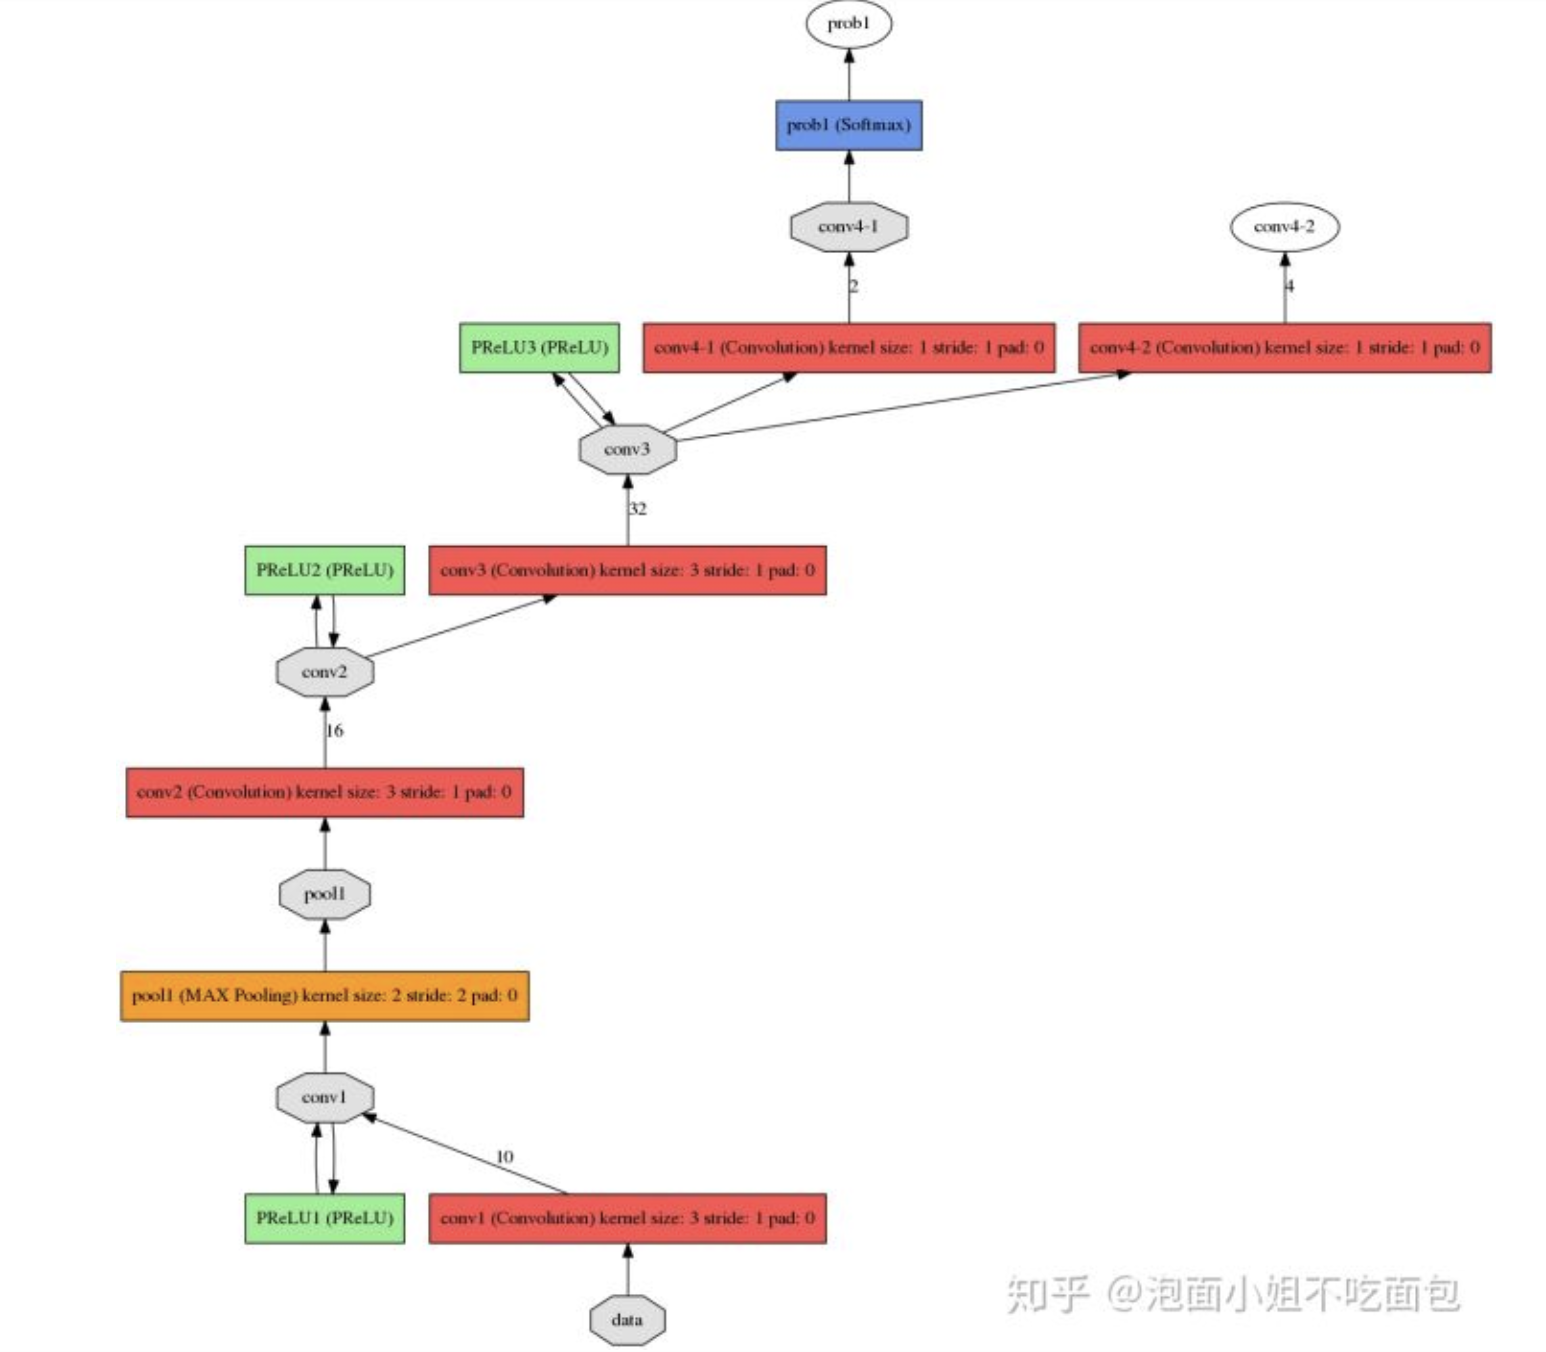 prob1
prob1 (Softmax)
conv4-1
conv4-2
2
4
PReLU3 (PReLU)
conv4-1 (Convolution) kernel size: 1 stride: 1 pad: 0
conv4-2 (Convolution) kernel size: 1 stride: 1 pad: 0
conv3
32
PReLU2 (PReLU)
conv3 (Convolution) kernel size: 3 stride: 1 pad: 0
conv2
16
conv2 (Convolution) kernel size: 3 stride: 1 pad: 0
pool1
pool1 (MAX Pooling) kernel size: 2 stride: 2 pad: 0
conv1
10
PReLU1 (PReLU)
conv1 (Convolution) kernel size: 3 stride: 1 pad: 0
data
知乎 @泡面小姐不吃面包